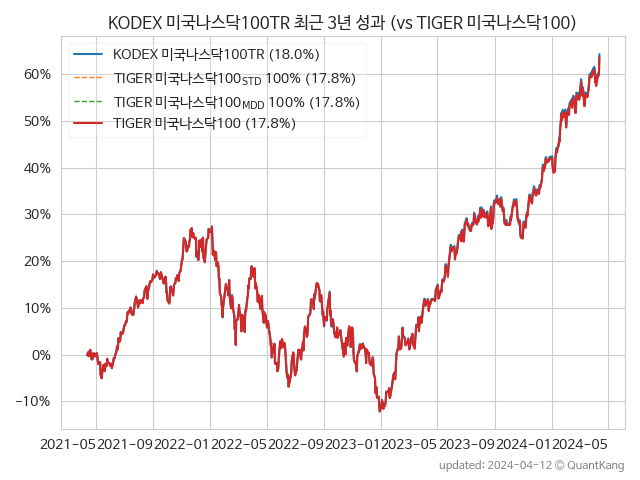 KODEX 미국나스닥100TR 최근 3년 성과 (vs TIGER 미국나스닥100)
KODEX 미국나스닥100TR (18.0%)
TIGER 미국나스닥100STD 100% (17.8%)
TIGER 미국나스닥100MDD 100% (17.8%)
TIGER 미국나스닥100 (17.8%)
60%
50%
40%
30%
20%
10%
0%
−10%
2021−05 2021−09 2022−01 2022−05 2022−09 2023−01 2023−05 2023−09 2024−01 2024−05
updated: 2024-04-12 © QuantKang